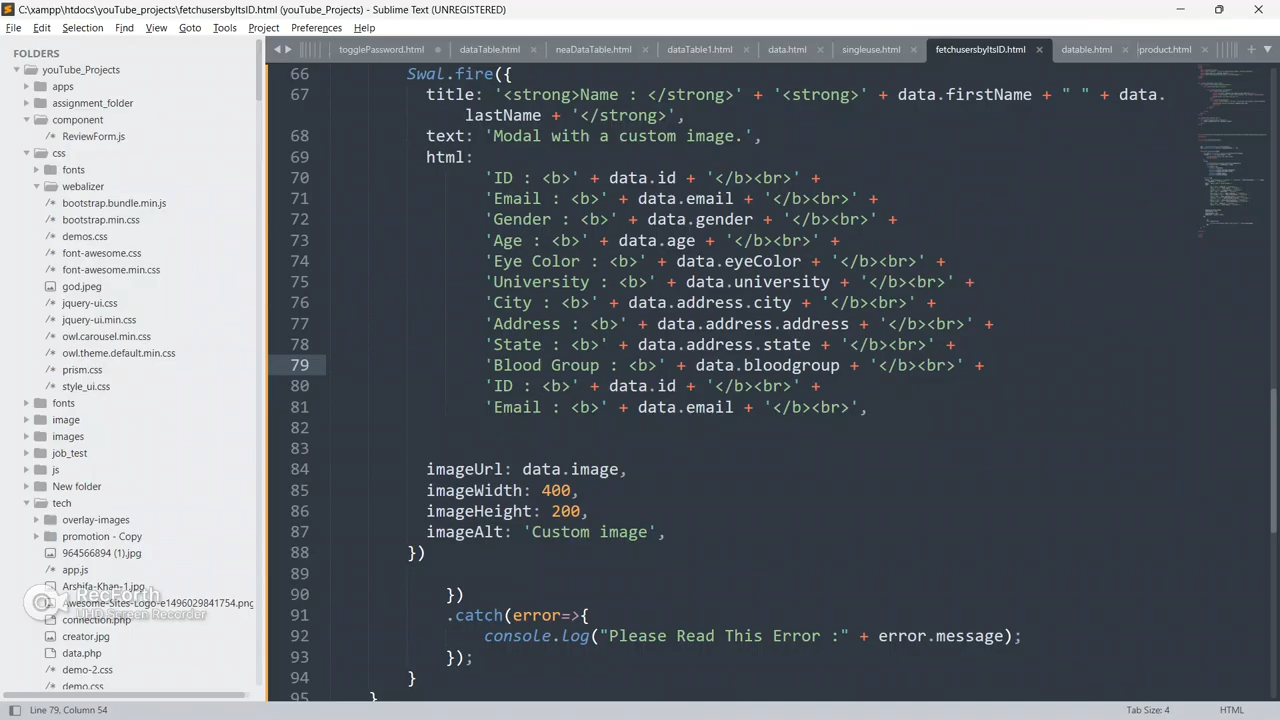 C:\xampp\htdocs\youTube_projects\fetchusersbyItsID.html (youTube_Projects) - Sublime Text (UNREGISTERED)
File Edit Selection Find View Goto Tools Project Preferences Help
FOLDERS
youTube_Projects
apps
assignment_folder
component
ReviewForm.js
css
fonts
webalizer
bootstrap.bundle.min.js
bootstrap.min.css
demos.css
font-awesome.css
font-awesome.min.css
god.jpeg
jquery-ui.css
jquery-ui.min.css
owl.carousel.min.css
owl.theme.default.min.css
prism.css
style_ui.css
fonts
image
images
job_test
js
New folder
tech
overlay-images
promotion - Copy
964566894 (1).jpg
app.js
Arshifa-Khan-1.jpg
Awesome-Sites-Logo-e1496029841754.png
connection.php
creator.jpg
data.php
demo-2.css
demo.css
RecForth
UHD Screen Recorder
togglePassword.html dataTable.html neaDataTable.html dataTable1.html data.html singleuse.html fetchusersbyItsID.html datable.html product.html
66 Swal.fire({
67 title: '<strong>Name : </strong>' + '<strong>' + data.firstName + " " + data.
lastName + '</strong>',
68 text: 'Modal with a custom image.',
69 html:
70 'ID : <b>' + data.id + '</b><br>' +
71 'Email : <b>' + data.email + '</b><br>' +
72 'Gender : <b>' + data.gender + '</b><br>' +
73 'Age : <b>' + data.age + '</b><br>' +
74 'Eye Color : <b>' + data.eyeColor + '</b><br>' +
75 'University : <b>' + data.university + '</b><br>' +
76 'City : <b>' + data.address.city + '</b><br>' +
77 'Address : <b>' + data.address.address + '</b><br>' +
78 'State : <b>' + data.address.state + '</b><br>' +
79 'Blood Group : <b>' + data.bloodgroup + '</b><br>' +
80 'ID : <b>' + data.id + '</b><br>' +
81 'Email : <b>' + data.email + '</b><br>',
82
83
84 imageUrl: data.image,
85 imageWidth: 400,
86 imageHeight: 200,
87 imageAlt: 'Custom image',
88 })
89
90 })
91 .catch(error=>{
92 console.log("Please Read This Error :" + error.message);
93 });
94 }
95 }
Line 79, Column 54
Tab Size: 4 HTML